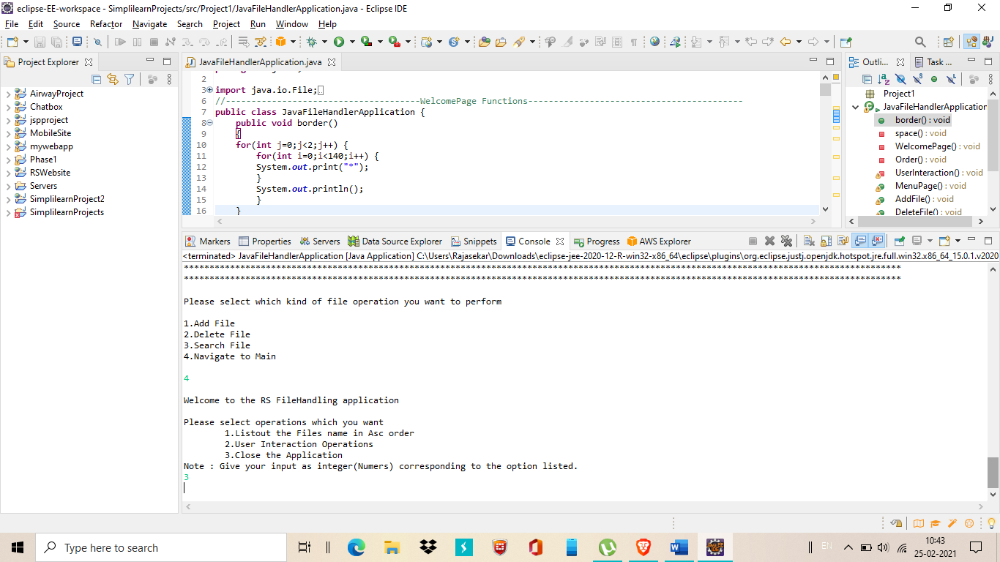 eclipse-EE-workspace - SimplilearnProjects/src/Project1/JavaFileHandlerApplication.java - Eclipse IDE
File Edit Source Refactor Navigate Search Project Run Window Help
Project Explorer
AirwayProject
Chatbox
jspproject
MobileSite
mywebapp
Phase1
RSWebsite
Servers
SimplilearnProject2
SimplilearnProjects
JavaFileHandlerApplication.java
2
3 import java.io.File;
6 //--------------------------------------WelcomePage Functions------------------------------------------
7 public class JavaFileHandlerApplication {
8 public void border()
9 {
10 for(int j=0;j<2;j++) {
11 for(int i=0;i<140;i++) {
12 System.out.print("*");
13 }
14 System.out.println();
15 }
16 }
Outli... Task ...
Project1
JavaFileHandlerApplication
border() : void
space() : void
WelcomePage() : void
Order() : void
UserInteraction() : void
MenuPage() : void
AddFile() : void
DeleteFile() : void
Markers Properties Servers Data Source Explorer Snippets Console Progress AWS Explorer
<terminated> JavaFileHandlerApplication [Java Application] C:\Users\Rajasekar\Downloads\eclipse-jee-2020-12-R-win32-x86_64\eclipse\plugins\org.eclipse.justj.openjdk.hotspot.jre.full.win32.x86_64_15.0.1.v2020
********************************************************************************************************************************************
********************************************************************************************************************************************
Please select which kind of file operation you want to perform
1.Add File
2.Delete File
3.Search File
4.Navigate to Main
4
Welcome to the RS FileHandling application
Please select operations which you want
1.Listout the Files name in Asc order
2.User Interaction Operations
3.Close the Application
Note : Give your input as integer(Numers) corresponding to the option listed.
3
Type here to search
EN
10:43
25-02-2021